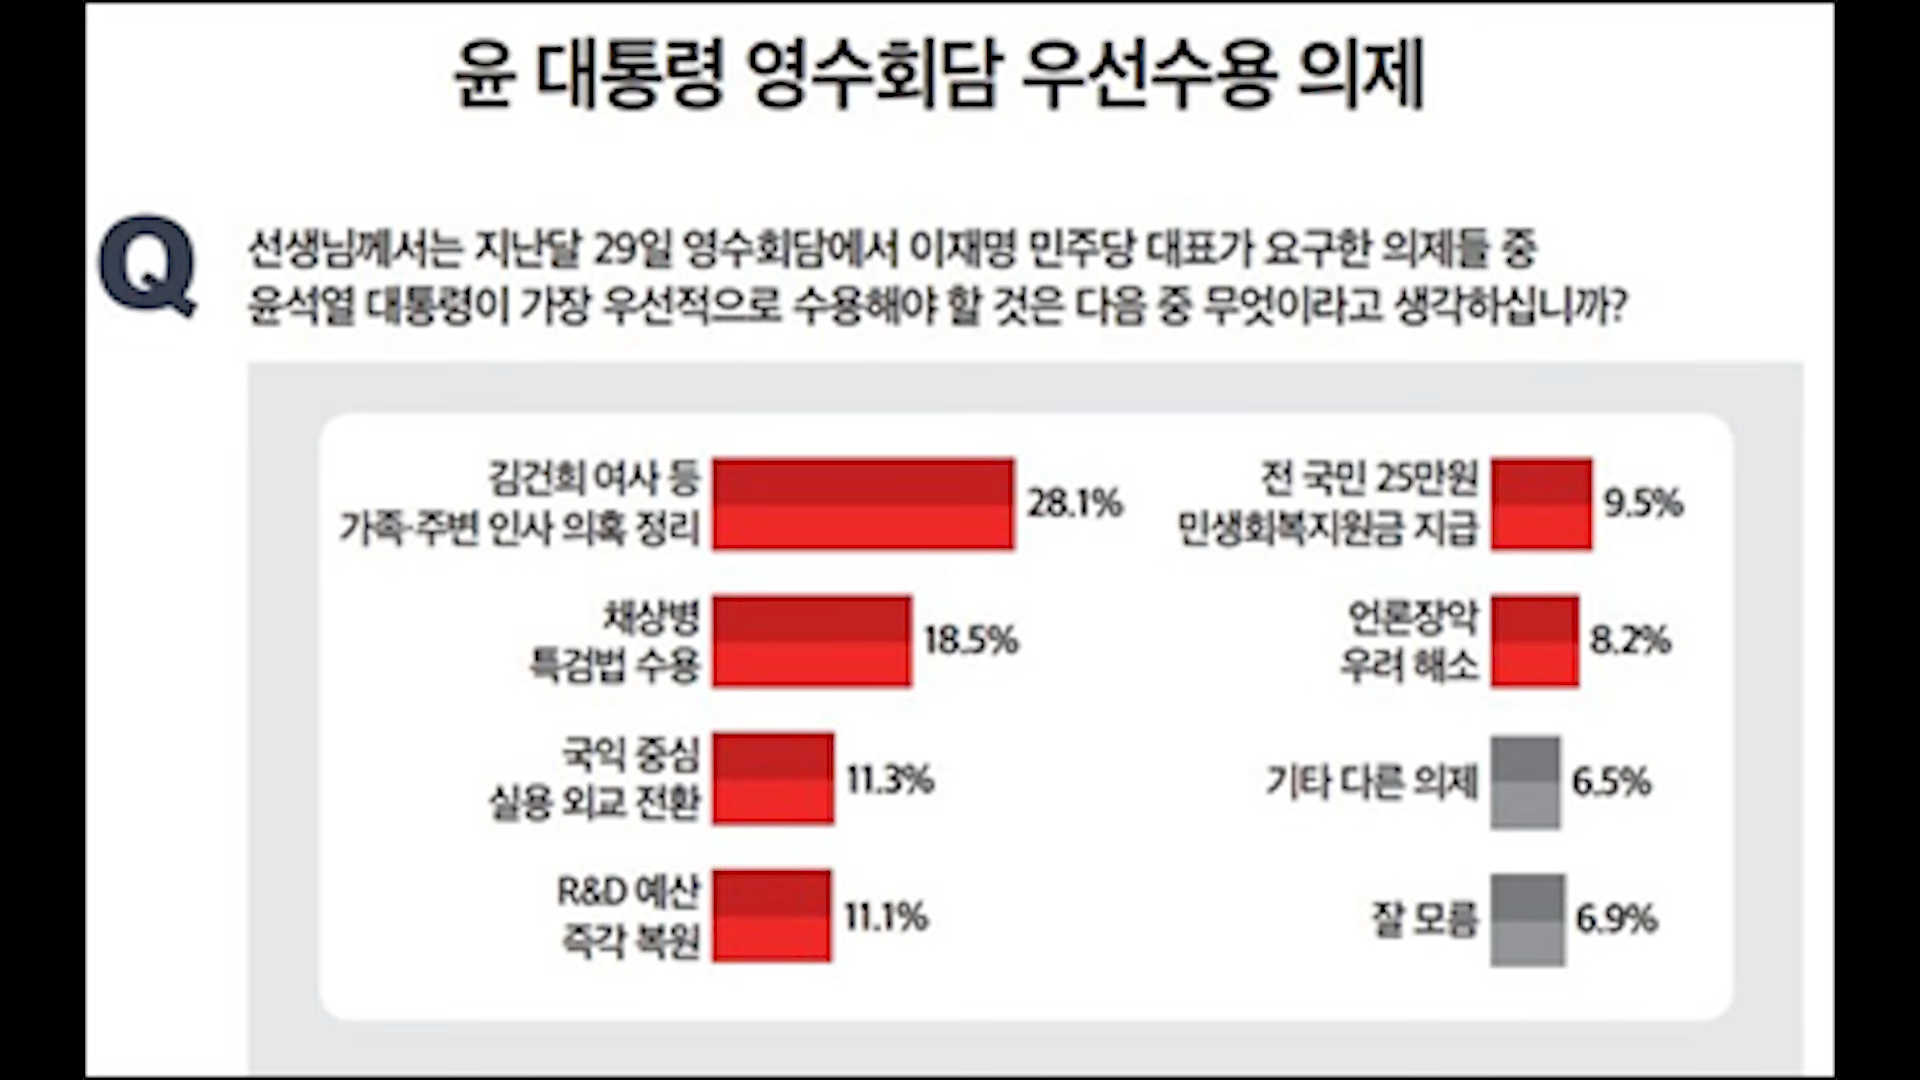 윤 대통령 영수회담 우선수용 의제
Q
선생님께서는 지난달 29일 영수회담에서 이재명 민주당 대표가 요구한 의제들 중
윤석열 대통령이 가장 우선적으로 수용해야 할 것은 다음 중 무엇이라고 생각하십니까?
김건희 여사 등
가족·주변 인사 의혹 정리
28.1%
채상병
특검법 수용
18.5%
국익 중심
실용 외교 전환
11.3%
R&D 예산
즉각 복원
11.1%
전 국민 25만원
민생회복지원금 지급
9.5%
언론장악
우려 해소
8.2%
기타 다른 의제
6.5%
잘 모름
6.9%